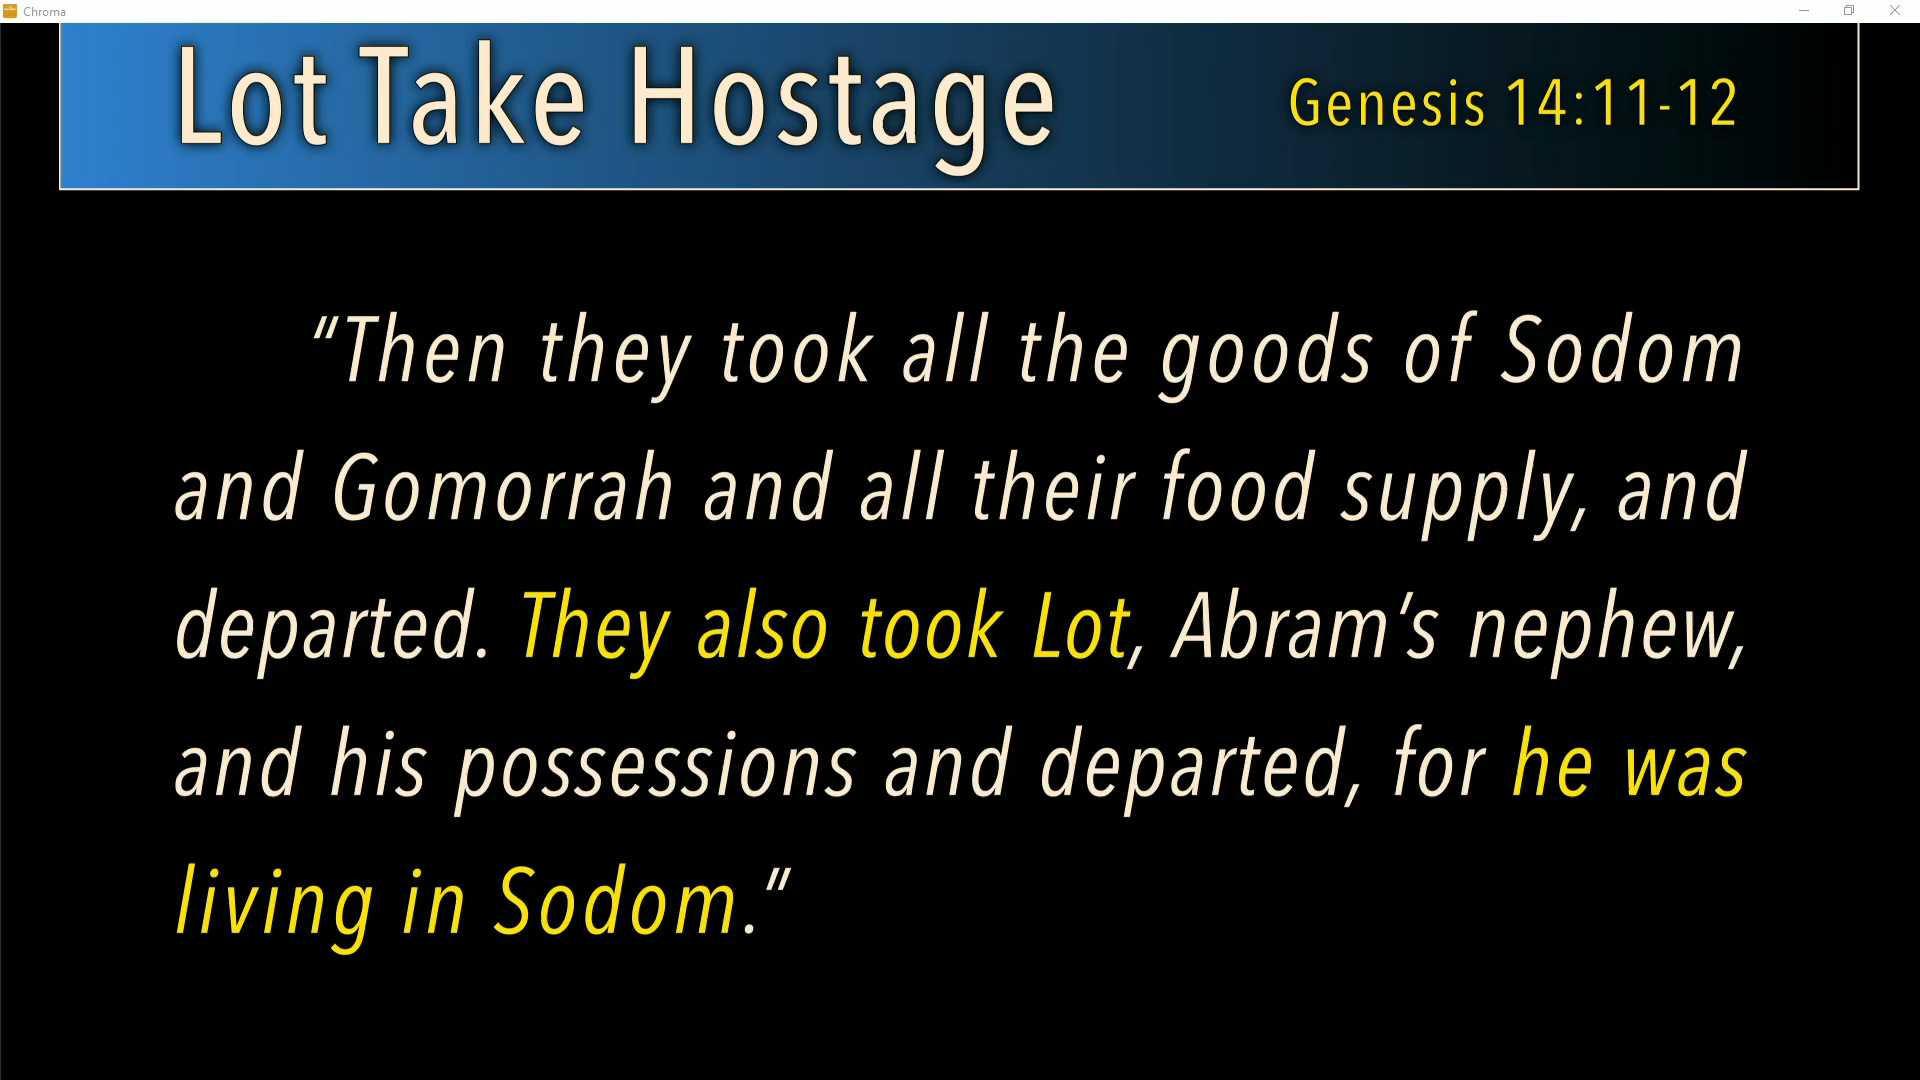 Chroma
Lot Take Hostage
Genesis 14:11-12
“Then they took all the goods of Sodom
and Gomorrah and all their food supply, and
departed. They also took Lot, Abram’s nephew,
and his possessions and departed, for he was
living in Sodom.”